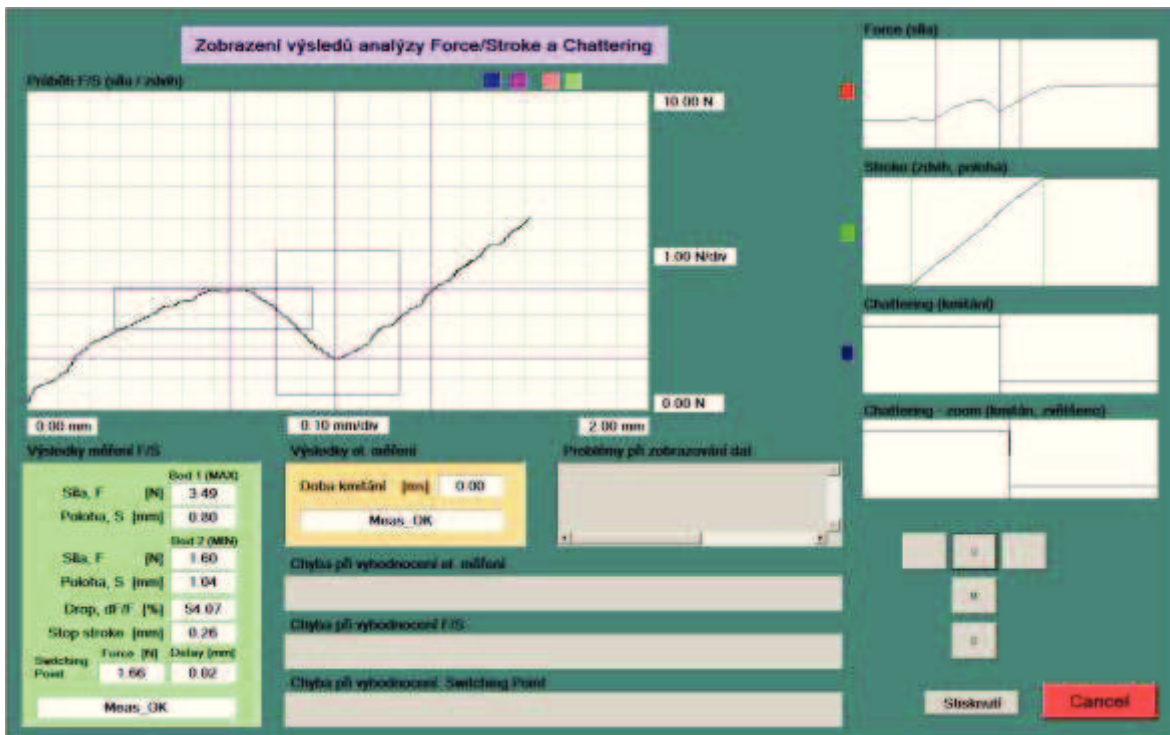 Zobrazení výsledů analýzy Force/Stroke a Chattering
Průběh F/S (síla / zdvih)
10.00 N
1.00 N/div
0.00 N
0.00 mm
0.10 mm/div
2.00 mm
Force (síla)
Stroke (zdvih, poloha)
Chattering (kmitání)
Chattering - zoom (kmitán, zvětšeno)
Výsledky měření F/S
Bod 1 (MAX)
Síla, F [N] 3.49
Poloha, S [mm] 0.80
Bod 2 (MIN)
Síla, F [N] 1.60
Poloha, S [mm] 1.04
Drop, dF/F [%] 54.07
Stop stroke [mm] 0.26
Force [N] Delay [mm]
Switching Point 1.66 0.02
Meas_OK
Výsledky el. měření
Doba kmitání [ms] 0.00
Meas_OK
Problémy při zobrazování dat
Chyba při vyhodnocení el. měření
Chyba při vyhodnocení F/S
Chyba při vyhodnocení Switching Point
Stisknutí
Cancel